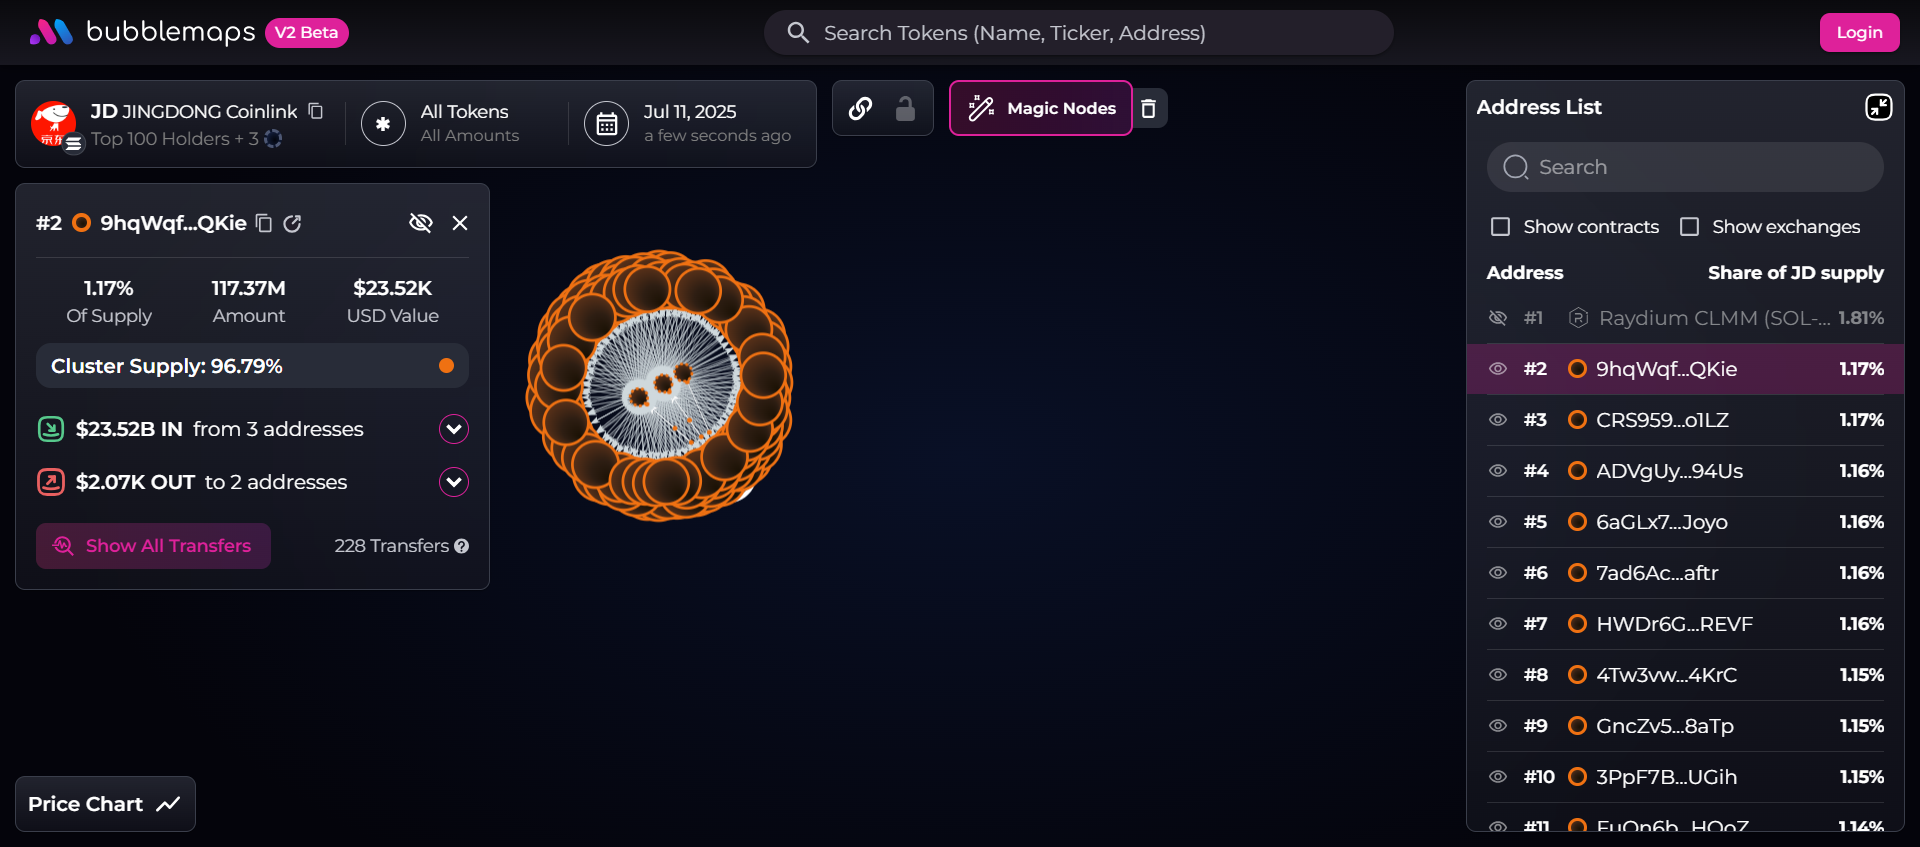 bubblemaps V2 Beta
Search Tokens (Name, Ticker, Address)
Login
JD JINGDONG Coinlink
Top 100 Holders + 3
All Tokens
All Amounts
Jul 11, 2025
a few seconds ago
Magic Nodes
#2 9hqWqf...QKie
1.17% 117.37M $23.52K
Of Supply Amount USD Value
Cluster Supply: 96.79%
$23.52B IN from 3 addresses
$2.07K OUT to 2 addresses
Show All Transfers 228 Transfers
Price Chart
Address List
Search
Show contracts Show exchanges
Address Share of JD supply
#1 Raydium CLMM (SOL-... 1.81%
#2 9hqWqf...QKie 1.17%
#3 CRS959...o1LZ 1.17%
#4 ADVgUy...94Us 1.16%
#5 6aGLx7...Joyo 1.16%
#6 7ad6Ac...aftr 1.16%
#7 HWDr6G...REVF 1.16%
#8 4Tw3vw...4KrC 1.15%
#9 GncZv5...8aTp 1.15%
#10 3PpF7B...UGih 1.15%
#11 1.14%